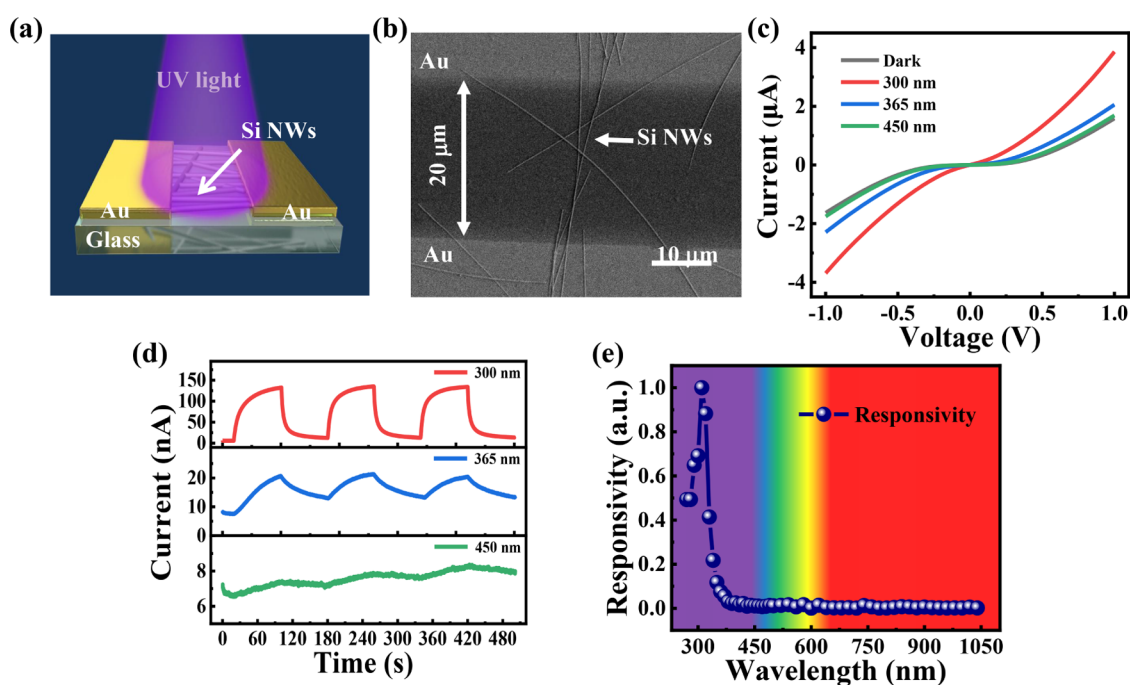 (a)
UV light
Si NWs
Au
Au
Glass
(b)
Au
20 μm
Si NWs
Au
10 μm
(c)
Current (μA)
4
2
0
-2
-4
Dark
300 nm
365 nm
450 nm
-1.0 -0.5 0.0 0.5 1.0
Voltage (V)
(d)
Current (nA)
150
100
50
0
300 nm
20
10
0
365 nm
8
6
450 nm
0 60 120 180 240 300 360 420 480
Time (s)
(e)
Responsivity (a.u.)
1.0
0.8
0.6
0.4
0.2
0.0
Responsivity
300 450 600 750 900 1050
Wavelength (nm)